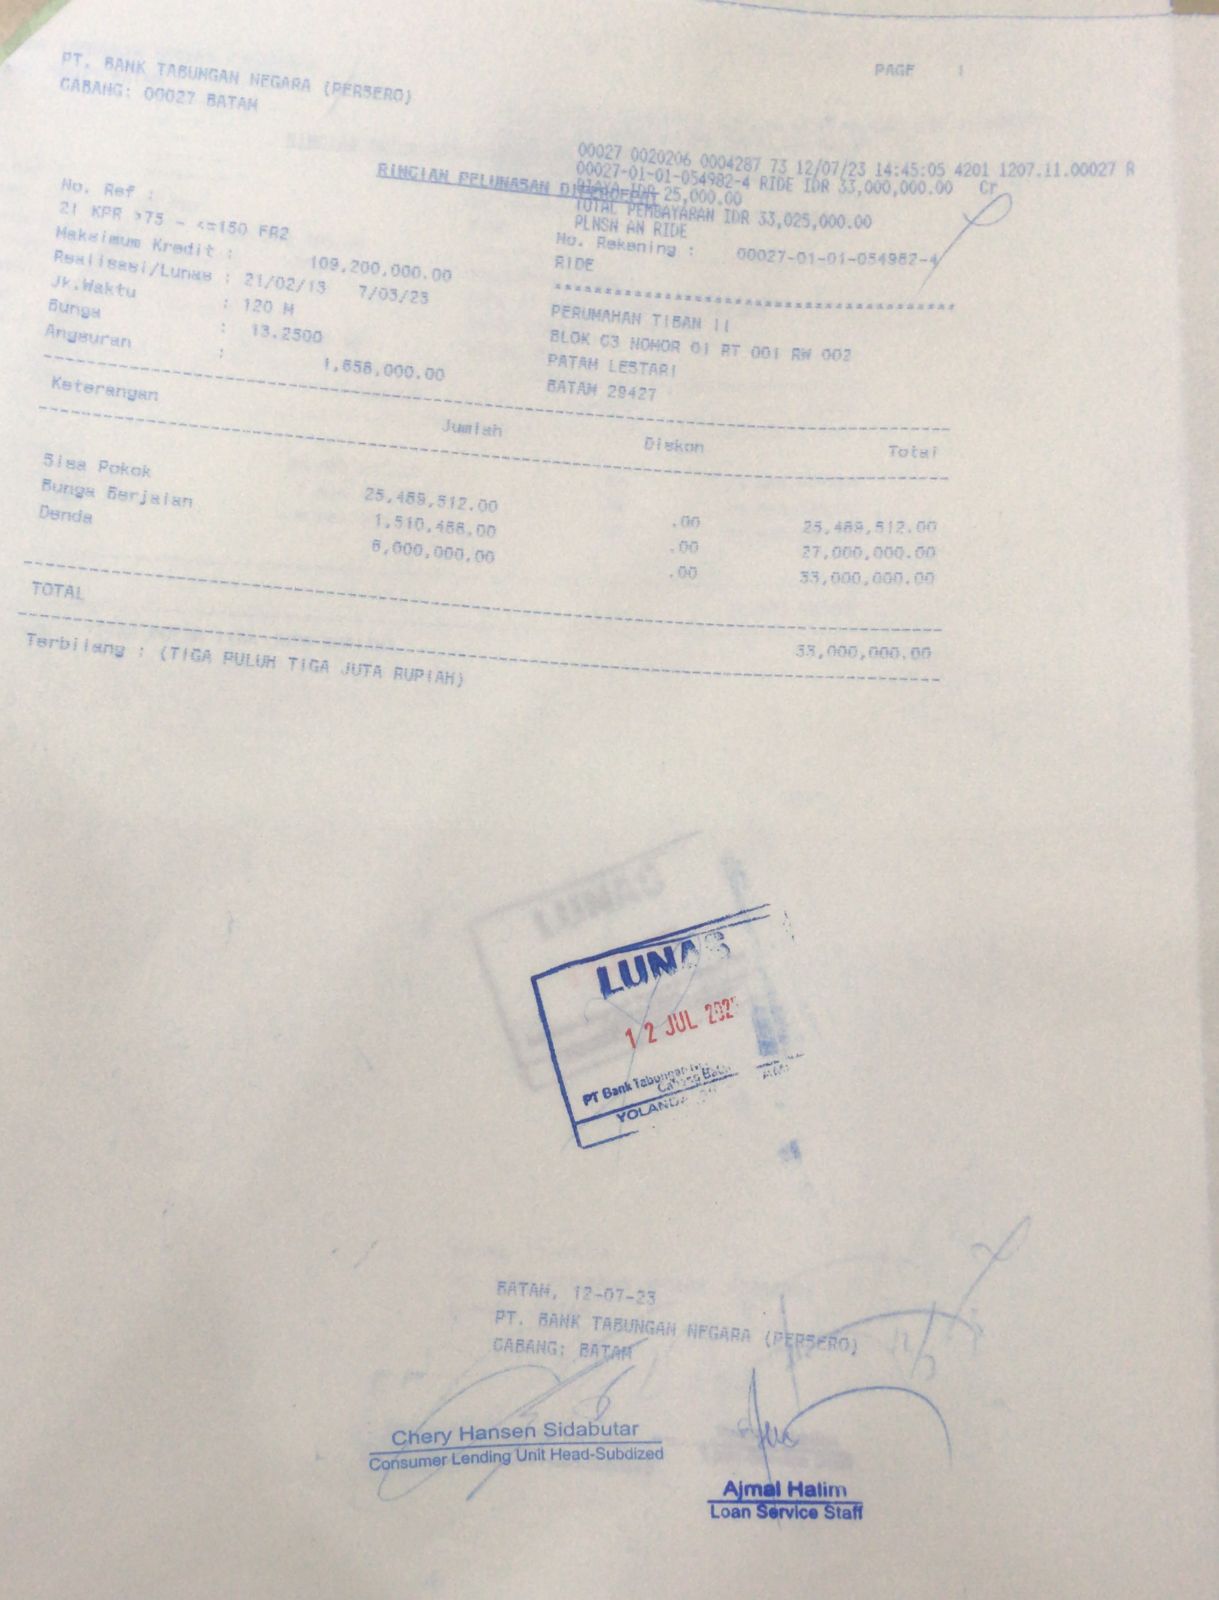 PT. BANK TABUNGAN NEGARA (PERSERO)
CABANG: 00027 BATAM
PAGE 1
00027 0020206 0004287 73 12/07/23 14:45:05 4201 1207.11.00027 R
00027-01-01-054982-4 RIDE IDR 33,000,000.00 Cr
RINCIAN PELUNASAN DIPERCEPAT
BIAYA IDR 25,000.00
TOTAL PEMBAYARAN IDR 33,025,000.00
PLNSN AN RIDE
No. Ref :
21 KPR >75 - <=150 FR2
Maksimum Kredit : 109,200,000.00
Realisasi/Lunas : 21/02/13 7/03/23
Jk.Waktu : 120 M
Bunga : 13.2500
Angsuran : 1,658,000.00
No. Rekening : 00027-01-01-054982-4
RIDE
****************************************
PERUMAHAN TIBAN II
BLOK C3 NOMOR 01 RT 001 RW 002
PATAM LESTARI
BATAM 29427
Keterangan Jumlah Diskon Total
Sisa Pokok 25,489,512.00 .00 25,489,512.00
Bunga Berjalan 1,510,488.00 .00 27,000,000.00
Denda 6,000,000.00 .00 33,000,000.00
TOTAL 33,000,000.00
Terbilang : (TIGA PULUH TIGA JUTA RUPIAH)
LUNAS
12 JUL 202
PT Bank Tabungan
YOLANDA
BATAM, 12-07-23
PT. BANK TABUNGAN NEGARA (PERSERO)
CABANG: BATAM
Chery Hansen Sidabutar
Consumer Lending Unit Head-Subdized
Ajmal Halim
Loan Service Staff